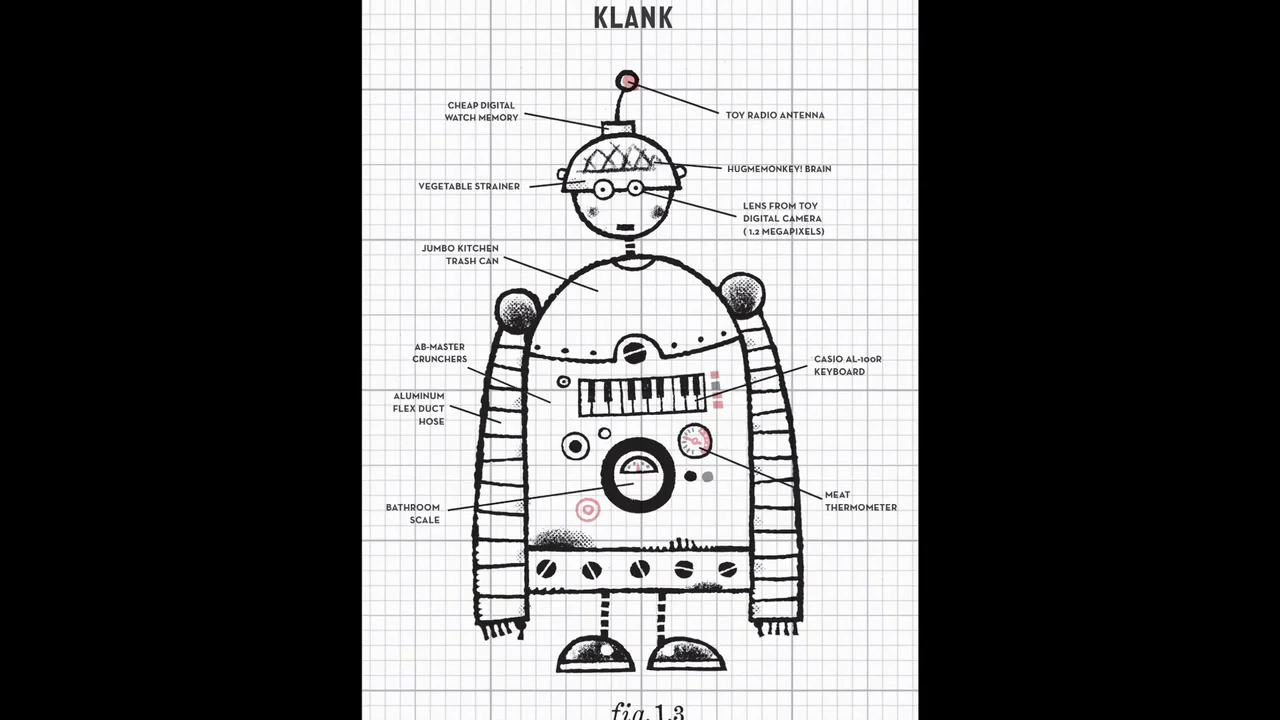 KLANK
CHEAP DIGITAL
WATCH MEMORY
TOY RADIO ANTENNA
HUGMEMONKEY! BRAIN
VEGETABLE STRAINER
LENS FROM TOY
DIGITAL CAMERA
( 1.2 MEGAPIXELS)
JUMBO KITCHEN
TRASH CAN
AB-MASTER
CRUNCHERS
CASIO AL-100R
KEYBOARD
ALUMINUM
FLEX DUCT
HOSE
MEAT
THERMOMETER
BATHROOM
SCALE
fig. 1.3